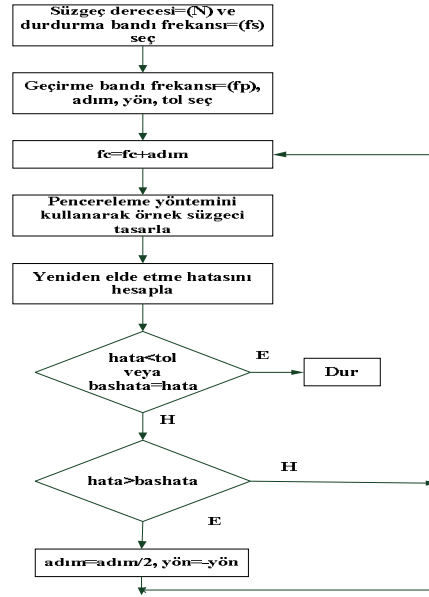 Süzgeç derecesi=(N) ve
durdurma bandı frekansı=(fs)
seç
Geçirme bandı frekansı=(fp),
adım, yön, tol seç
fc=fc+adım
Pencereleme yöntemini
kullanarak örnek süzgeci
tasarla
Yeniden elde etme hatasını
hesapla
hata<tol
veya
bashata=hata
E
Dur
H
hata>bashata
H
E
adım=adım/2, yön=-yön